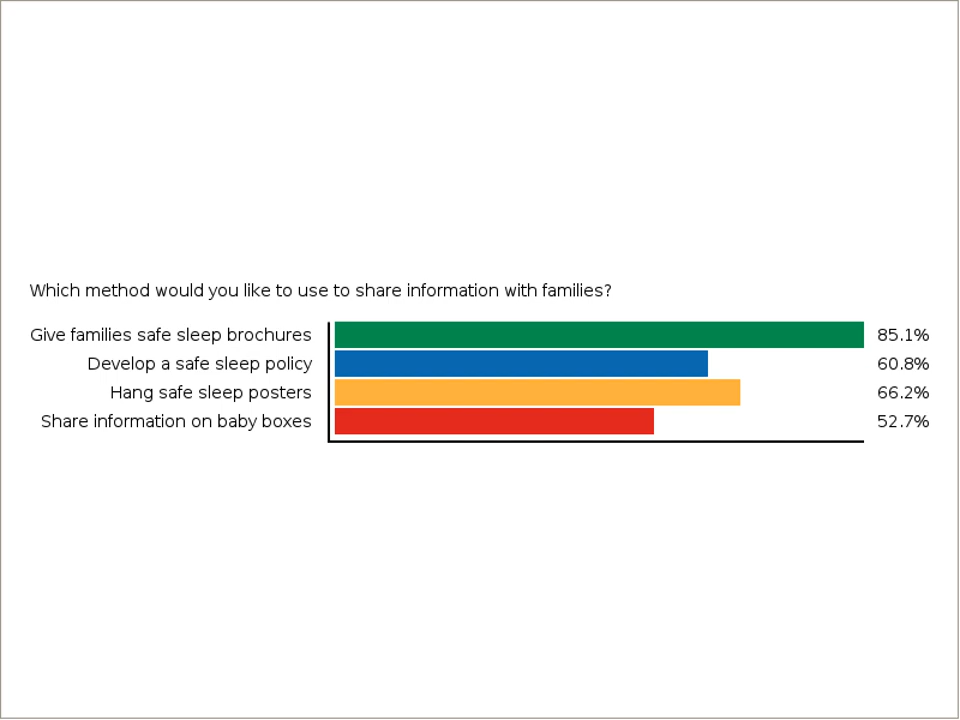 Which method would you like to use to share information with families?
Give families safe sleep brochures 85.1%
Develop a safe sleep policy 60.8%
Hang safe sleep posters 66.2%
Share information on baby boxes 52.7%